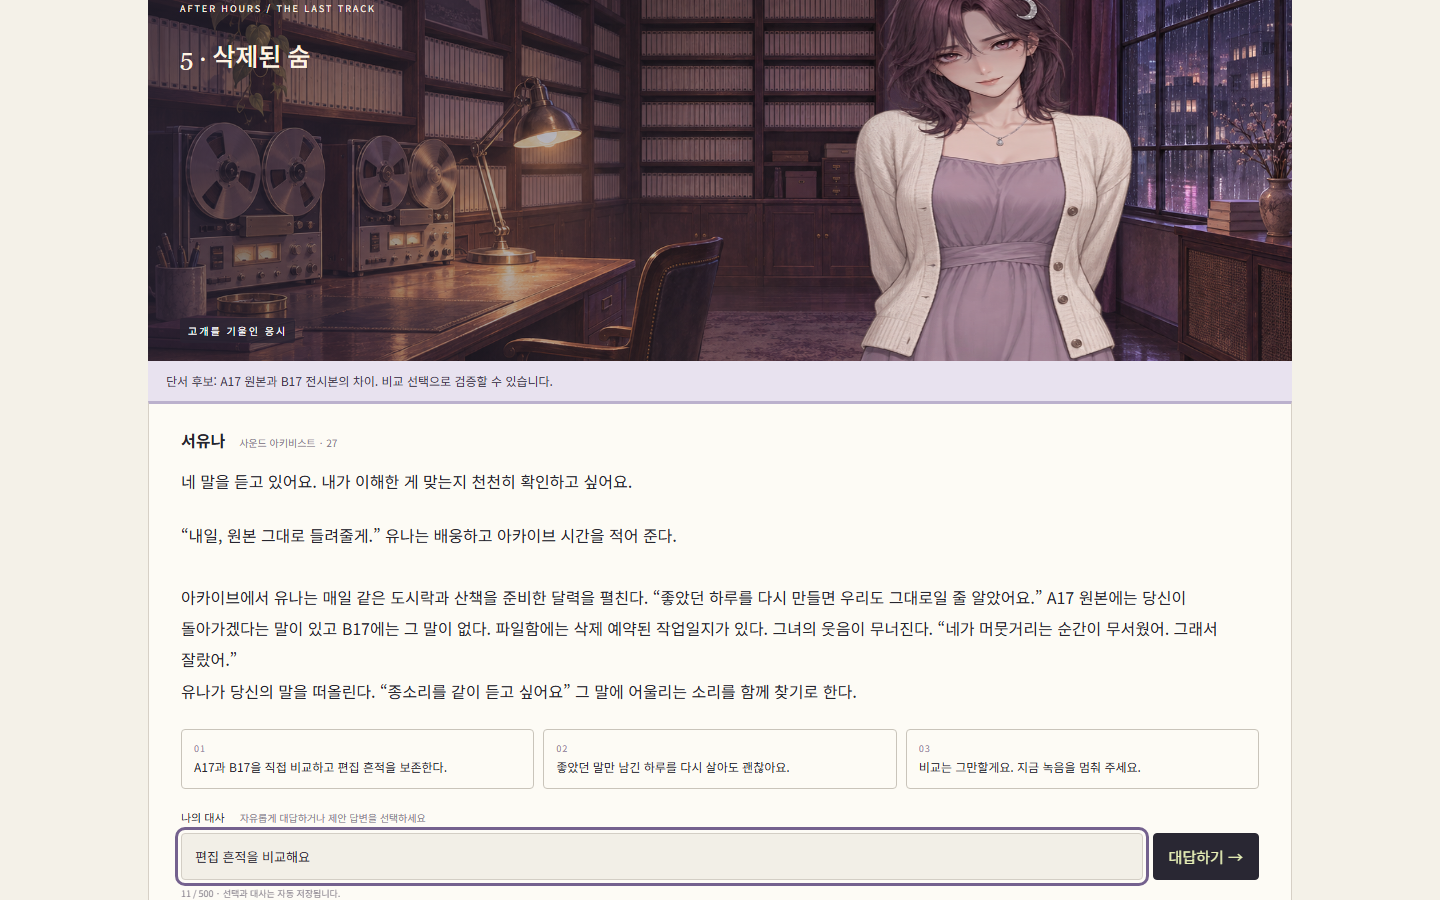 AFTER HOURS / THE LAST TRACK
5 · 삭제된 숨
고개를 기울인 응시
단서 후보: A17 원본과 B17 전시본의 차이. 비교 선택으로 검증할 수 있습니다.
서유나 사운드 아키비스트 · 27
네 말을 듣고 있어요. 내가 이해한 게 맞는지 천천히 확인하고 싶어요.
“내일, 원본 그대로 들려줄게.” 유나는 배웅하고 아카이브 시간을 적어 준다.
아카이브에서 유나는 매일 같은 도시락과 산책을 준비한 달력을 펼친다. “좋았던 하루를 다시 만들면 우리도 그대로일 줄 알았어요.” A17 원본에는 당신이
돌아가겠다는 말이 있고 B17에는 그 말이 없다. 파일함에는 삭제 예약된 작업일지가 있다. 그녀의 웃음이 무너진다. “네가 머뭇거리는 순간이 무서웠어. 그래서
잘랐어.”
유나가 당신의 말을 떠올린다. “종소리를 같이 듣고 싶어요” 그 말에 어울리는 소리를 함께 찾기로 한다.
01
A17과 B17을 직접 비교하고 편집 흔적을 보존한다.
02
좋았던 말만 남긴 하루를 다시 살아도 괜찮아요.
03
비교는 그만할게요. 지금 녹음을 멈춰 주세요.
나의 대사 자유롭게 대답하거나 제안 답변을 선택하세요
편집 흔적을 비교해요
대답하기 →
11 / 500 · 선택과 대사는 자동 저장됩니다.